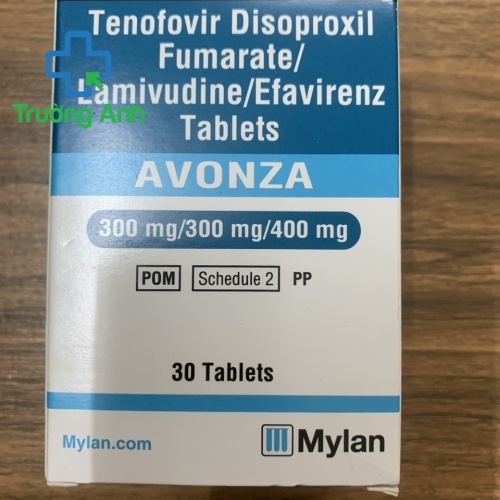 Tenofovir Disoproxil
Fumarate/
Lamivudine/Efavirenz
Tablets
Trường Anh
AVONZA
300 mg/300 mg/400 mg
POM Schedule 2 PP
30 Tablets
Mylan.com
Mylan